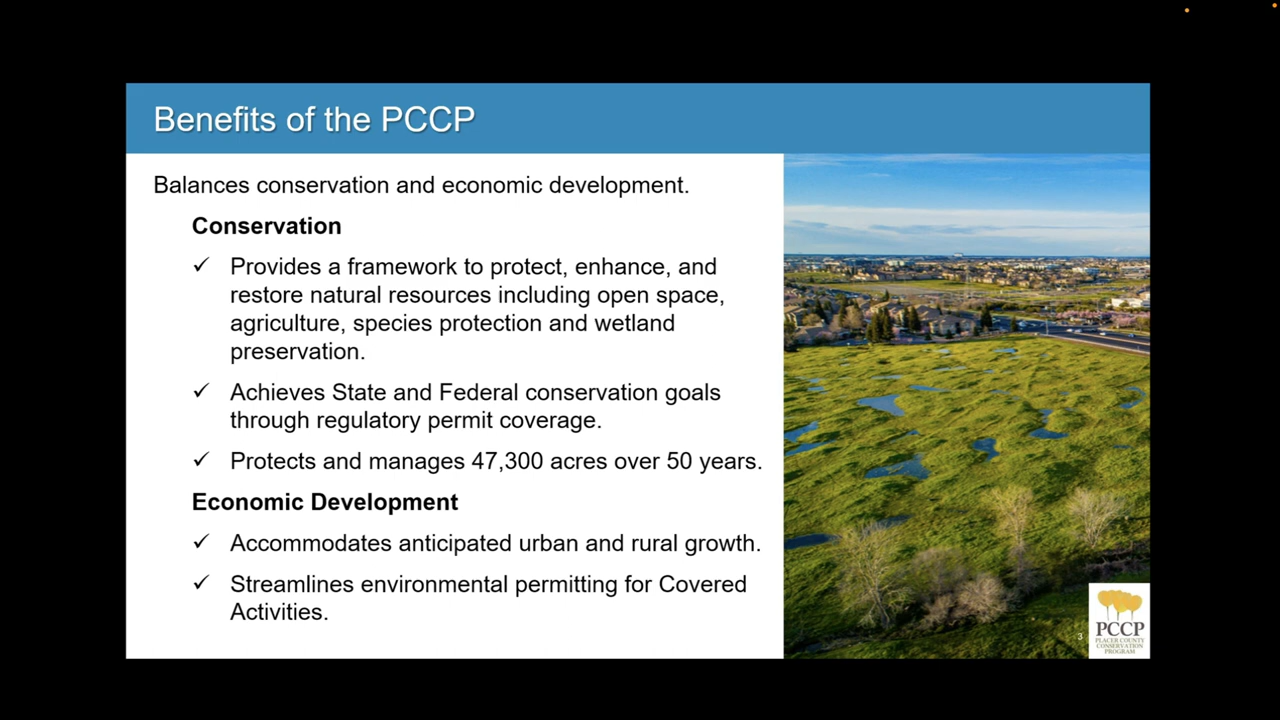 Benefits of the PCCP
Balances conservation and economic development.
Conservation
✓ Provides a framework to protect, enhance, and
restore natural resources including open space,
agriculture, species protection and wetland
preservation.
✓ Achieves State and Federal conservation goals
through regulatory permit coverage.
✓ Protects and manages 47,300 acres over 50 years.
Economic Development
✓ Accommodates anticipated urban and rural growth.
✓ Streamlines environmental permitting for Covered
Activities.
3
PCCP
PLACER COUNTY
CONSERVATION
PROGRAM